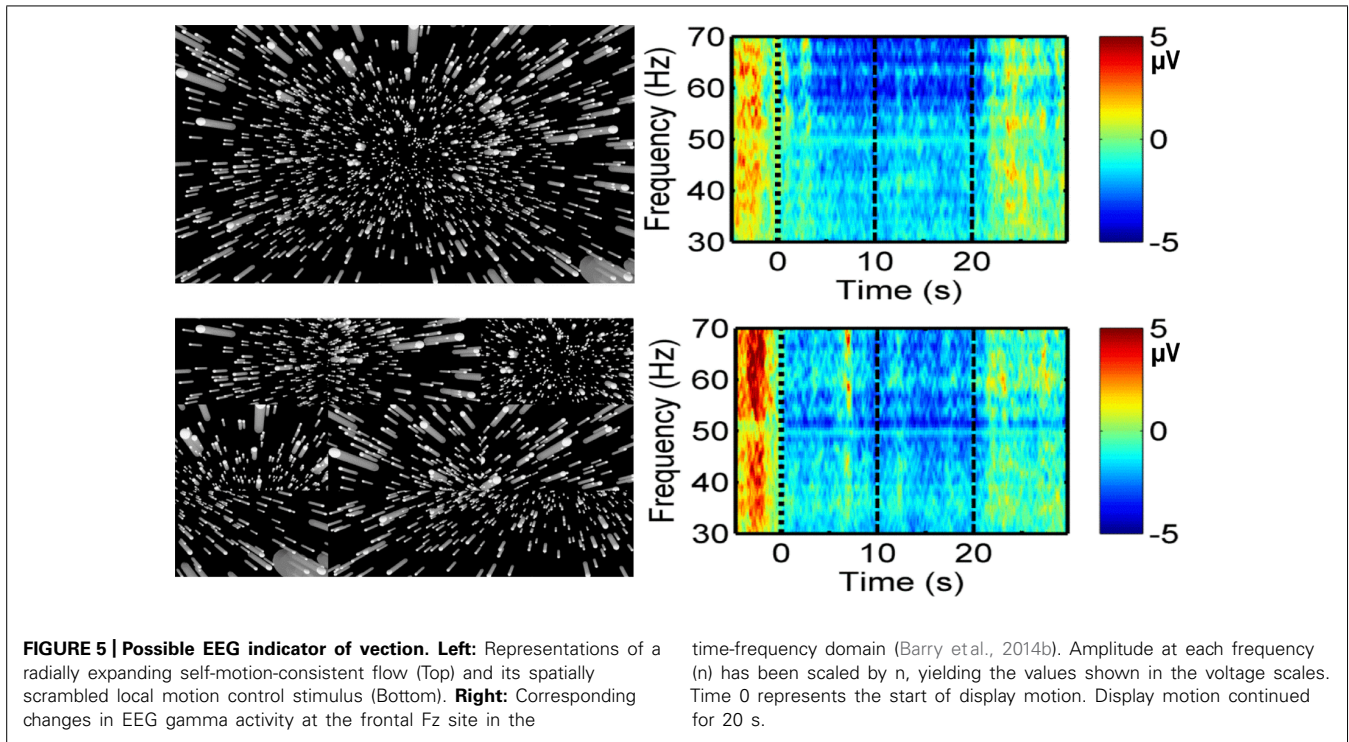 70
60
50
40
30
Frequency (Hz)
0 10 20
Time (s)
5
µV
0
-5
70
60
50
40
30
Frequency (Hz)
0 10 20
Time (s)
5
µV
0
-5
FIGURE 5 | Possible EEG indicator of vection. Left: Representations of a
radially expanding self-motion-consistent flow (Top) and its spatially
scrambled local motion control stimulus (Bottom). Right: Corresponding
changes in EEG gamma activity at the frontal Fz site in the
time-frequency domain (Barry et al., 2014b). Amplitude at each frequency
(n) has been scaled by n, yielding the values shown in the voltage scales.
Time 0 represents the start of display motion. Display motion continued
for 20 s.